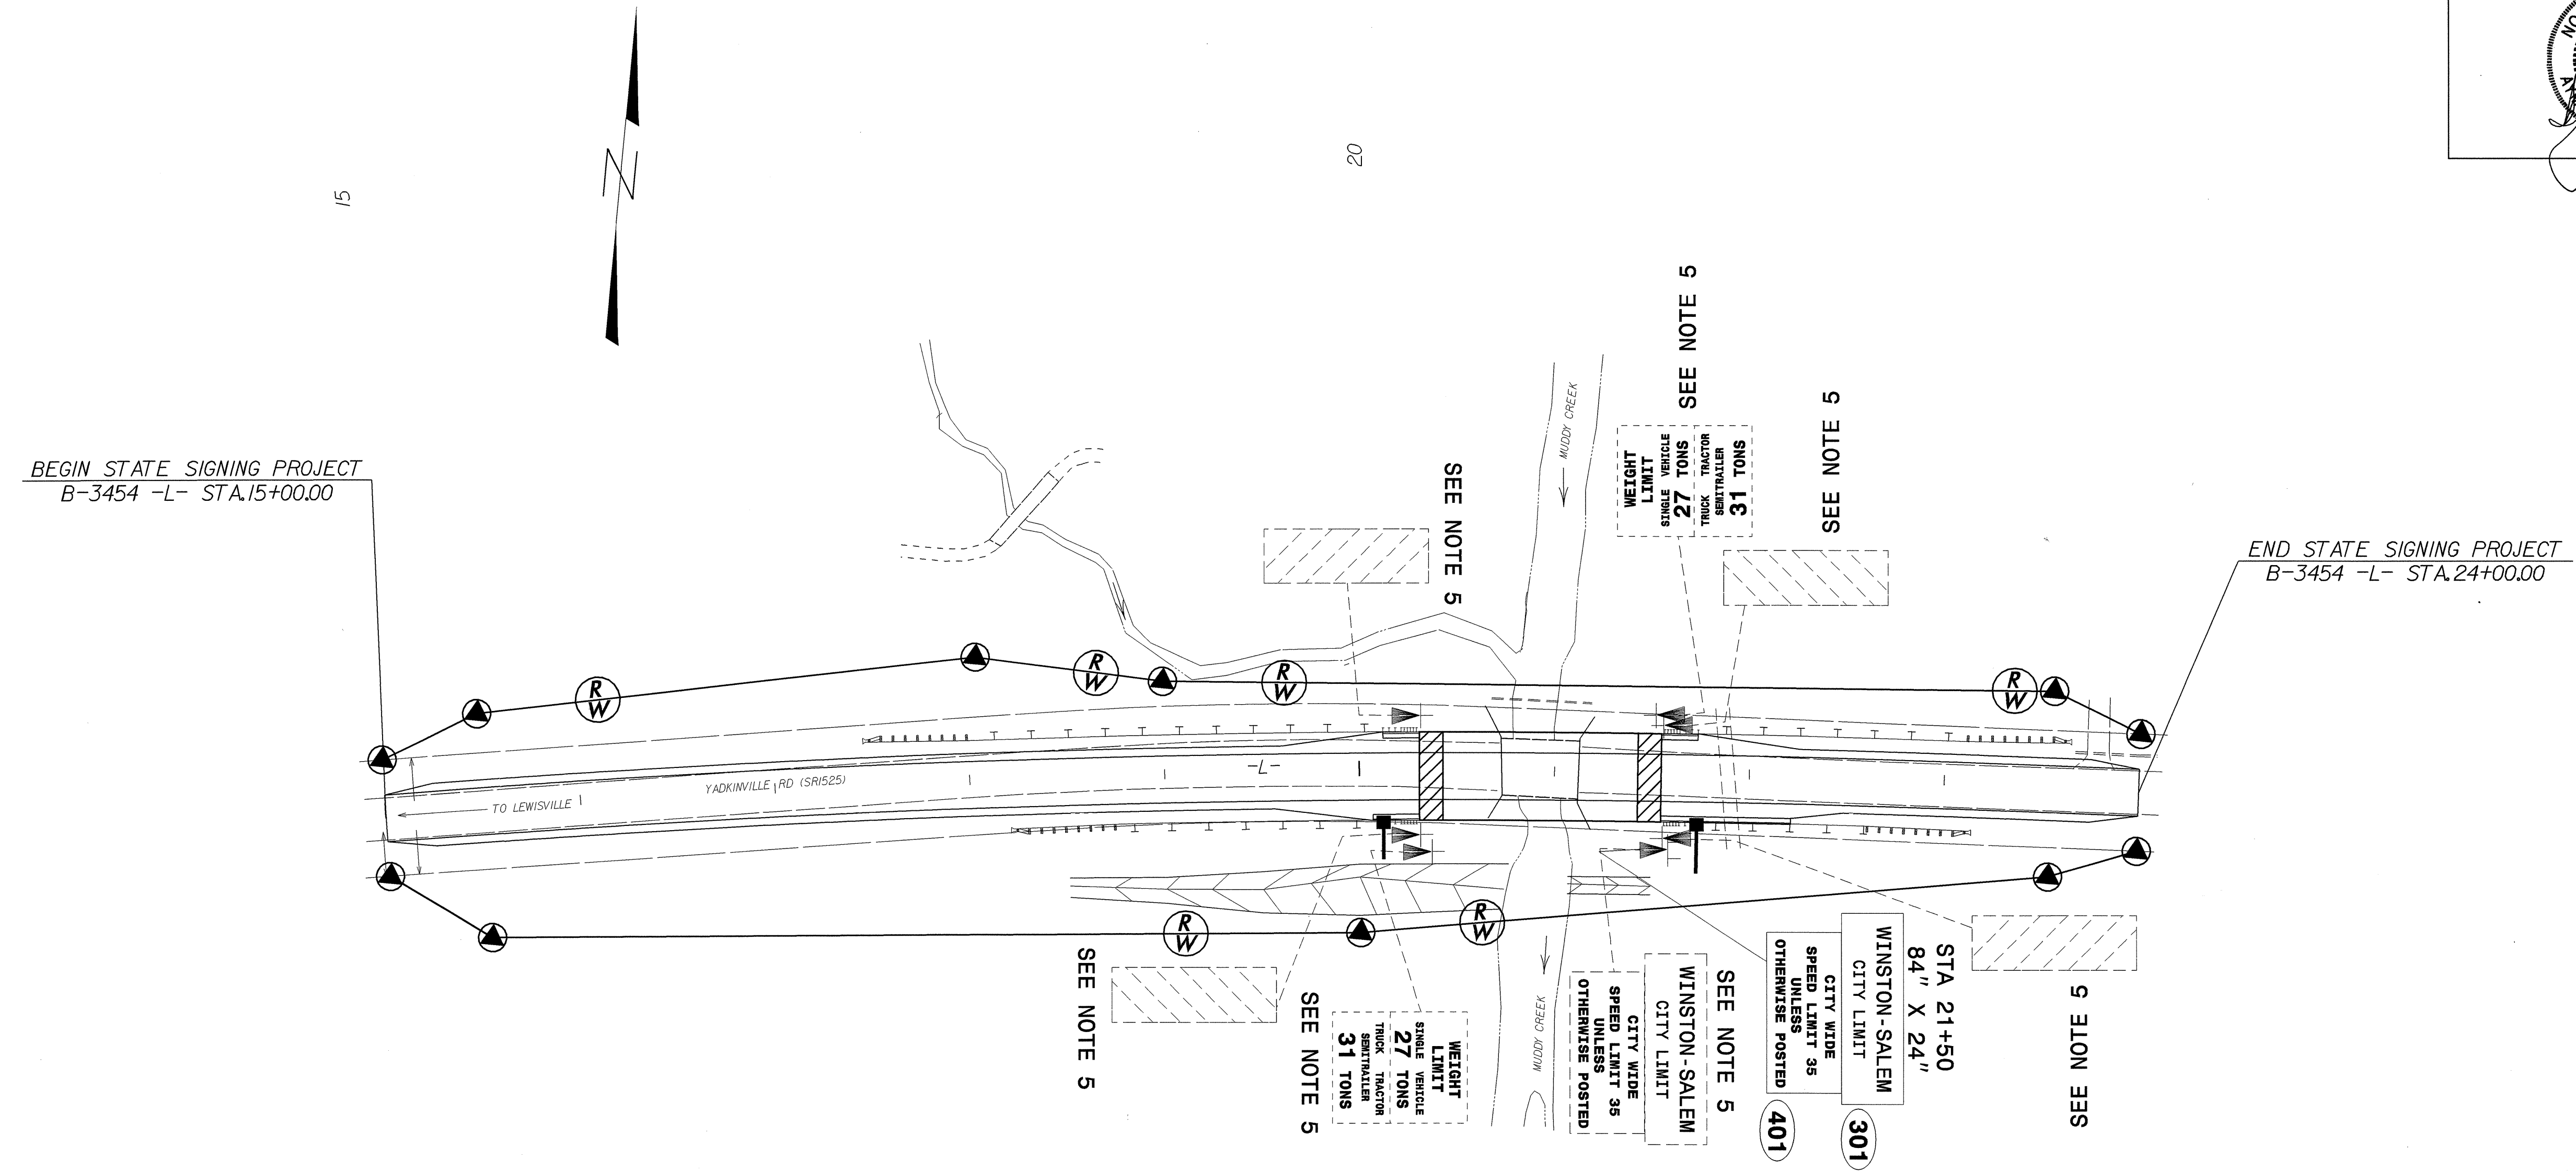 15
N
20
BEGIN STATE SIGNING PROJECT
B-3454 -L- STA.15+00.00
END STATE SIGNING PROJECT
B-3454 -L- STA.24+00.00
SEE NOTE 5
SEE NOTE 5
WEIGHT
LIMIT
SINGLE VEHICLE
27 TONS
TRUCK TRACTOR
SEMITRAILER
31 TONS
SEE NOTE 5
MUDDY CREEK
R
W
R
W
R
W
R
W
-L-
YADKINVILLE RD (SR1525)
TO LEWISVILLE
R
W
R
W
SEE NOTE 5
SEE NOTE 5
WEIGHT
LIMIT
SINGLE VEHICLE
27 TONS
TRUCK TRACTOR
SEMITRAILER
31 TONS
MUDDY CREEK
WINSTON-SALEM
CITY LIMIT
CITY WIDE
SPEED LIMIT 35
UNLESS
OTHERWISE POSTED
SEE NOTE 5
STA 21+50
84" X 24"
WINSTON-SALEM
CITY LIMIT
CITY WIDE
SPEED LIMIT 35
UNLESS
OTHERWISE POSTED
401
301
SEE NOTE 5